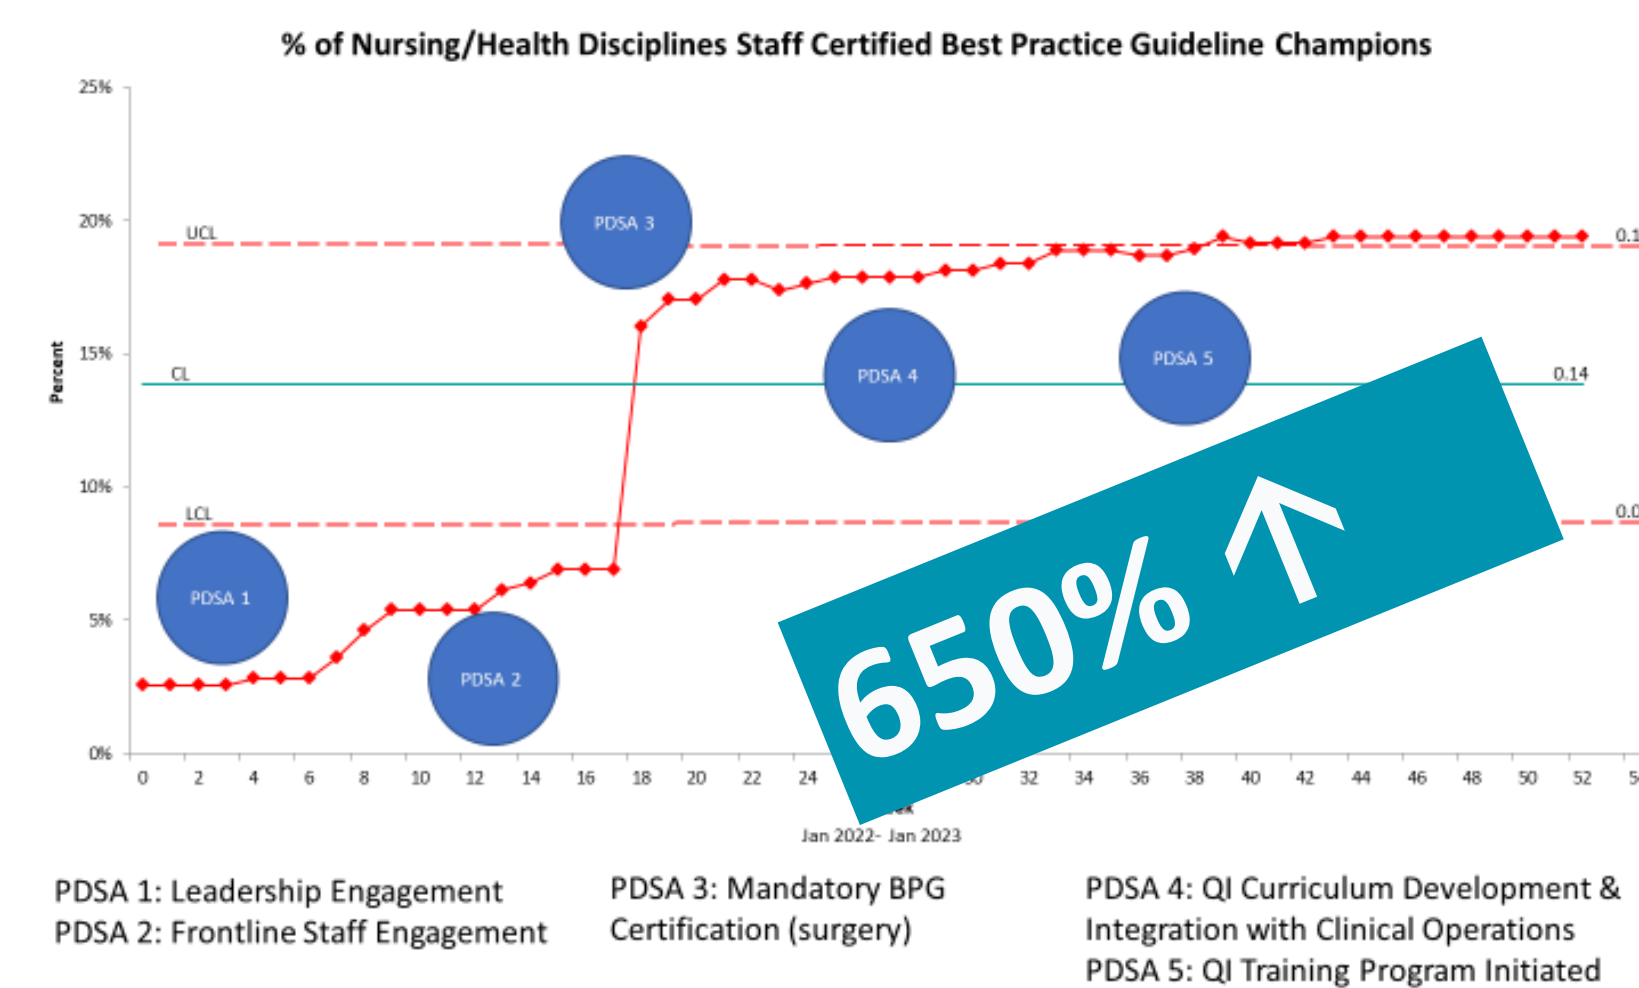 % of Nursing/Health Disciplines Staff Certified Best Practice Guideline Champions
25%
20%
15%
10%
5%
0%
Percent
UCL
CL
LCL
0.1
0.14
0.0
PDSA 1
PDSA 2
PDSA 3
PDSA 4
PDSA 5
650% ↑
0 2 4 6 8 10 12 14 16 18 20 22 24 32 34 36 38 40 42 44 46 48 50 52
Jan 2022- Jan 2023
PDSA 1: Leadership Engagement
PDSA 2: Frontline Staff Engagement
PDSA 3: Mandatory BPG
Certification (surgery)
PDSA 4: QI Curriculum Development &
Integration with Clinical Operations
PDSA 5: QI Training Program Initiated